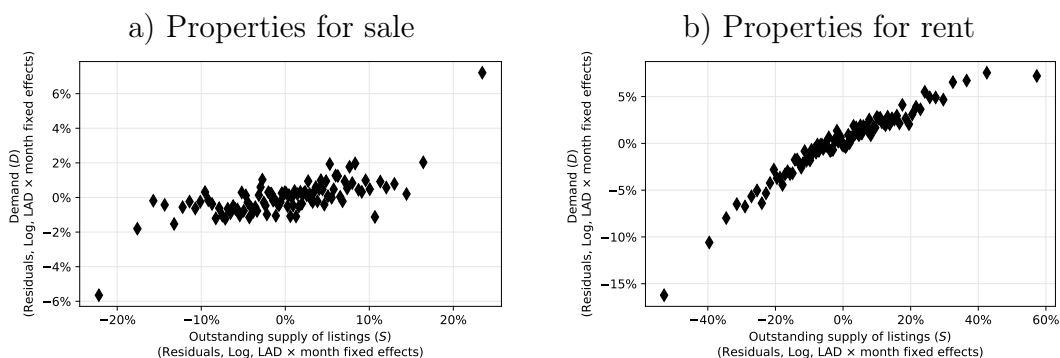 a) Properties for sale
Demand (D)
(Residuals, Log, LAD × month fixed effects)
6%
4%
2%
0%
−2%
−4%
−6%
−20%
−10%
0%
10%
20%
Outstanding supply of listings (S)
(Residuals, Log, LAD × month fixed effects)
b) Properties for rent
Demand (D)
(Residuals, Log, LAD × month fixed effects)
5%
0%
−5%
−10%
−15%
−40%
−20%
0%
20%
40%
60%
Outstanding supply of listings (S)
(Residuals, Log, LAD × month fixed effects)